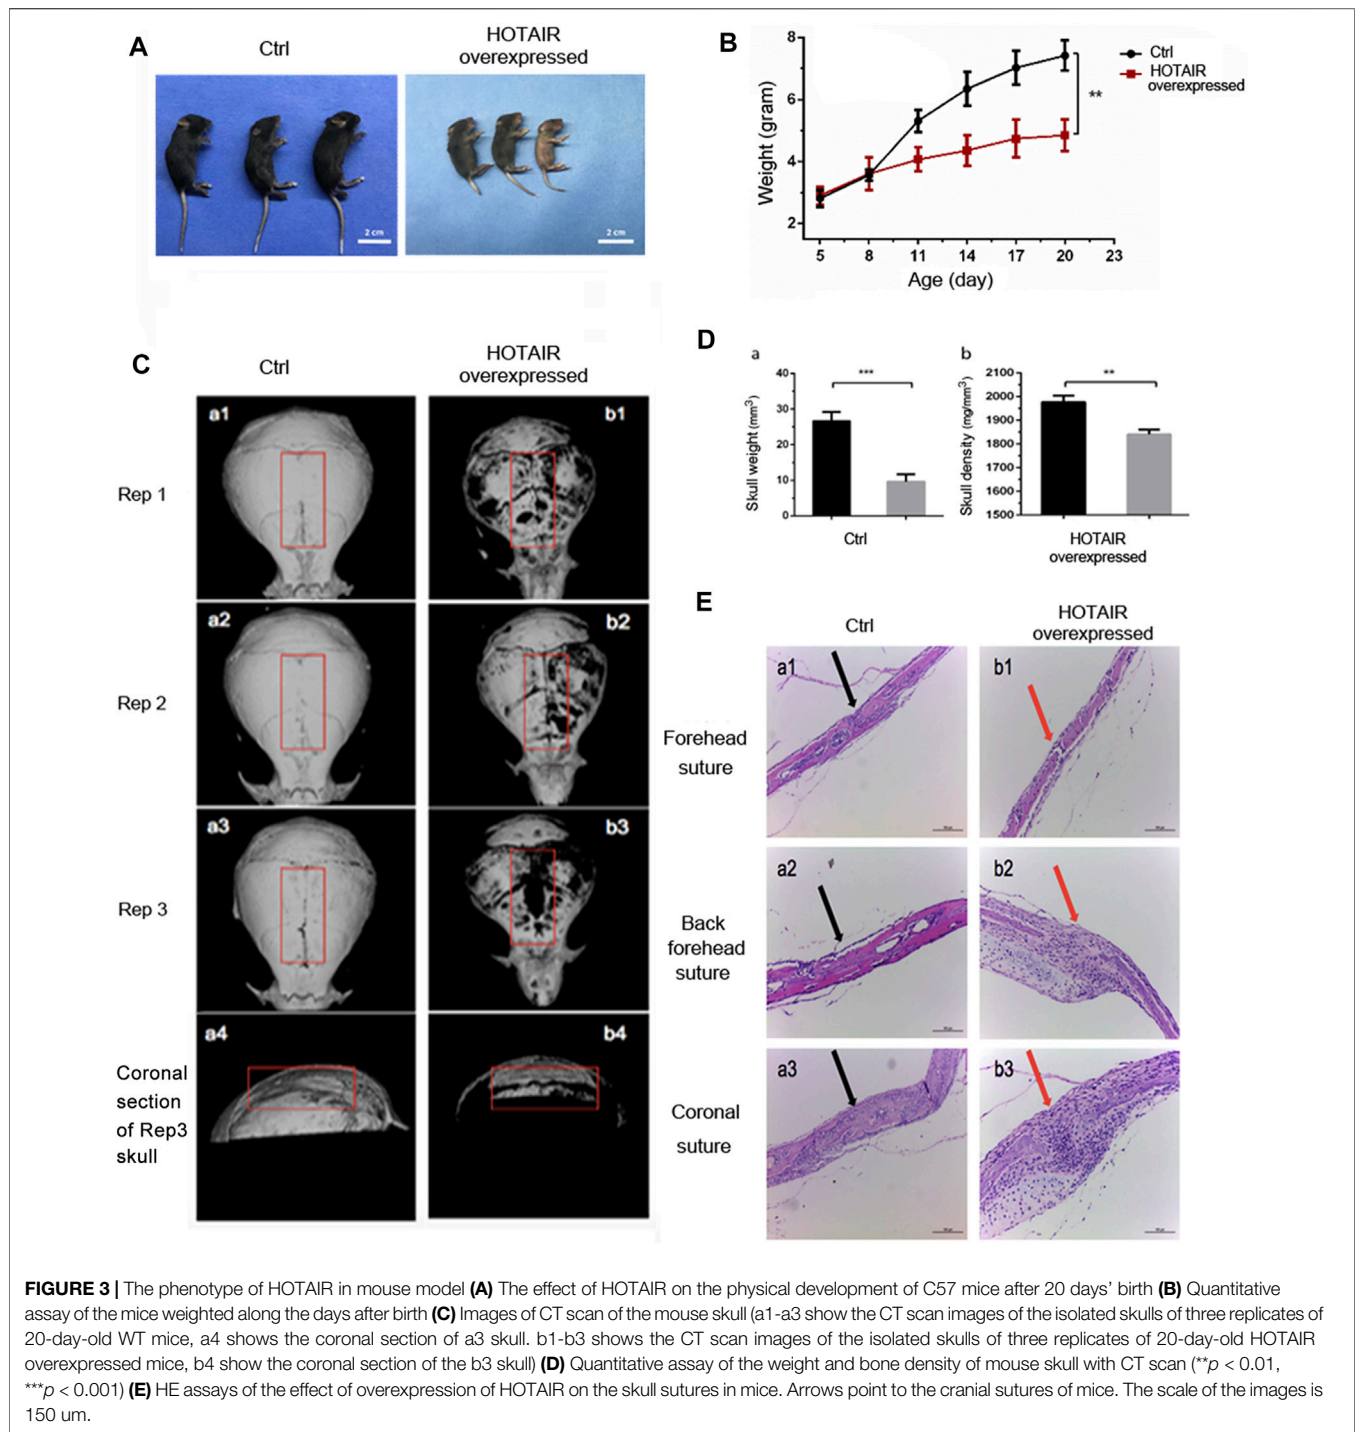 A
Ctrl
HOTAIR
overexpressed
2 cm
2 cm
B
8
6
4
2
Weight (gram)
5 8 11 14 17 20 23
Age (day)
Ctrl
HOTAIR
overexpressed
**
C
Ctrl
HOTAIR
overexpressed
Rep 1
a1
b1
Rep 2
a2
b2
Rep 3
a3
b3
Coronal
section
of Rep3
skull
a4
b4
D
a
Skull weight (mm³)
40
30
20
10
0
***
Ctrl
b
Skull density (mg/mm³)
2100
2000
1900
1800
1700
1600
1500
**
HOTAIR
overexpressed
E
Ctrl
HOTAIR
overexpressed
Forehead
suture
a1
b1
Back
forehead
suture
a2
b2
Coronal
suture
a3
b3
FIGURE 3 | The phenotype of HOTAIR in mouse model (A) The effect of HOTAIR on the physical development of C57 mice after 20 days’ birth (B) Quantitative
assay of the mice weighted along the days after birth (C) Images of CT scan of the mouse skull (a1-a3 show the CT scan images of the isolated skulls of three replicates of
20-day-old WT mice, a4 shows the coronal section of a3 skull. b1-b3 shows the CT scan images of the isolated skulls of three replicates of 20-day-old HOTAIR
overexpressed mice, b4 show the coronal section of the b3 skull) (D) Quantitative assay of the weight and bone density of mouse skull with CT scan (**p < 0.01,
***p < 0.001) (E) HE assays of the effect of overexpression of HOTAIR on the skull sutures in mice. Arrows point to the cranial sutures of mice. The scale of the images is
150 um.